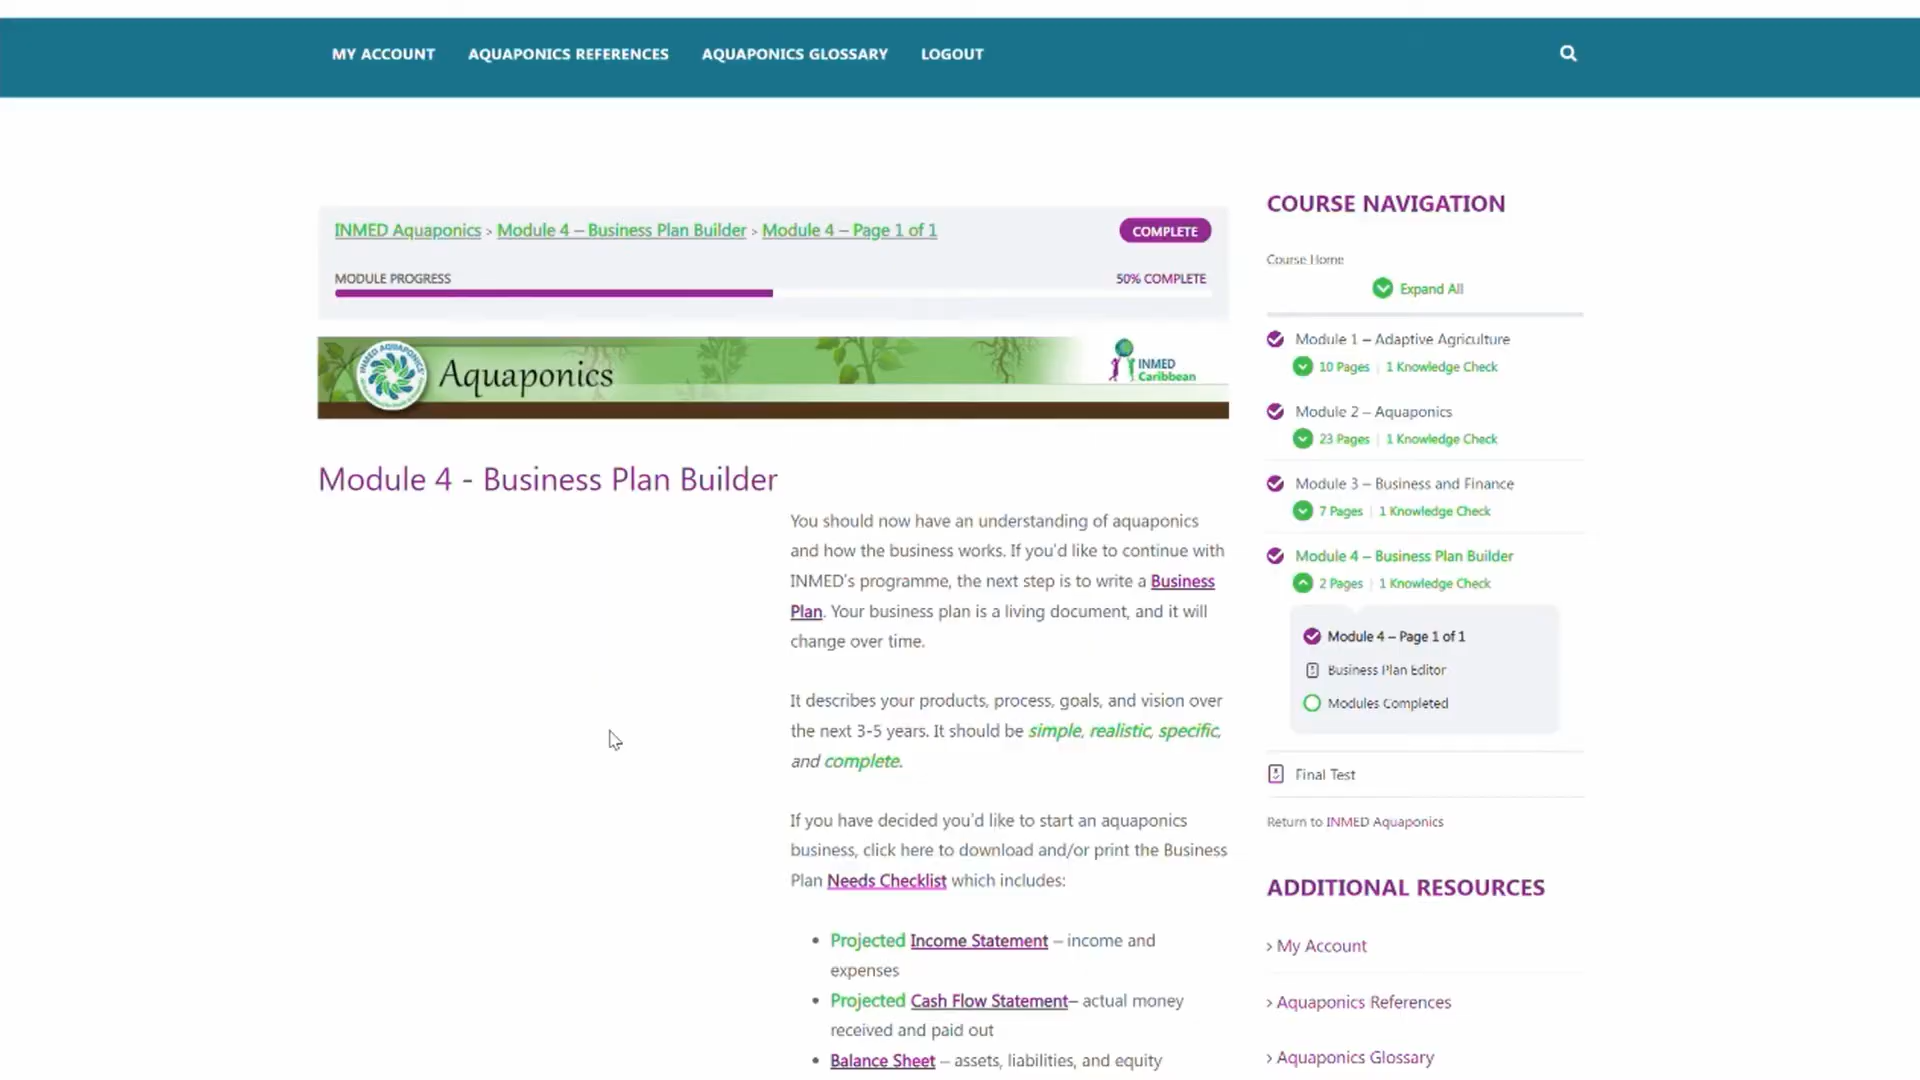 MY ACCOUNT AQUAPONICS REFERENCES AQUAPONICS GLOSSARY LOGOUT
INMED Aquaponics > Module 4 – Business Plan Builder > Module 4 – Page 1 of 1
COMPLETE
MODULE PROGRESS
50% COMPLETE
Aquaponics
INMED
Caribbean
Module 4 - Business Plan Builder
You should now have an understanding of aquaponics
and how the business works. If you'd like to continue with
INMED's programme, the next step is to write a Business
Plan. Your business plan is a living document, and it will
change over time.
It describes your products, process, goals, and vision over
the next 3-5 years. It should be simple, realistic, specific,
and complete.
If you have decided you'd like to start an aquaponics
business, click here to download and/or print the Business
Plan Needs Checklist which includes:
• Projected Income Statement – income and
expenses
• Projected Cash Flow Statement– actual money
received and paid out
• Balance Sheet – assets, liabilities, and equity
COURSE NAVIGATION
Course Home
Expand All
Module 1 – Adaptive Agriculture
10 Pages | 1 Knowledge Check
Module 2 – Aquaponics
23 Pages | 1 Knowledge Check
Module 3 – Business and Finance
7 Pages | 1 Knowledge Check
Module 4 – Business Plan Builder
2 Pages | 1 Knowledge Check
Module 4 – Page 1 of 1
Business Plan Editor
Modules Completed
Final Test
Return to INMED Aquaponics
ADDITIONAL RESOURCES
> My Account
> Aquaponics References
> Aquaponics Glossary